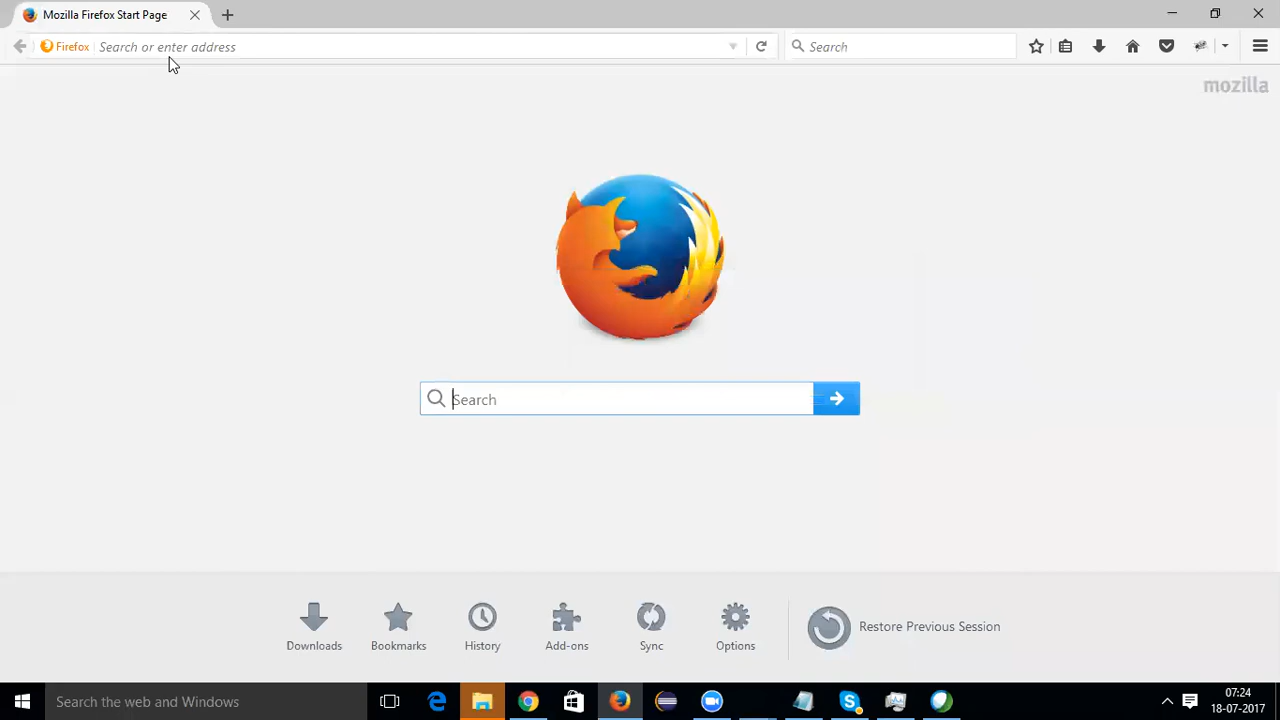 Mozilla Firefox Start Page
Firefox
Search or enter address
Search
mozilla
Search
Downloads
Bookmarks
History
Add-ons
Sync
Options
Restore Previous Session
Search the web and Windows
07:24
18-07-2017